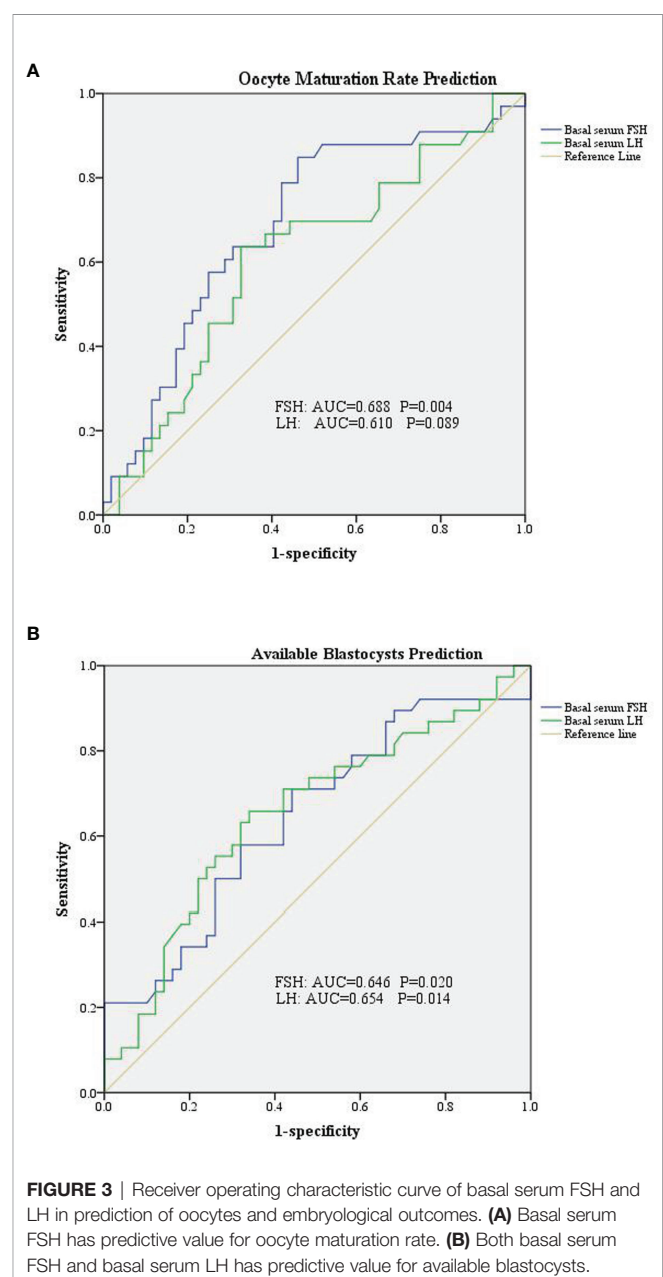 A
Oocyte Maturation Rate Prediction
1.0
0.8
0.6
0.4
0.2
0.0
Sensitivity
Basal serum FSH
Basal serum LH
Reference Line
FSH: AUC=0.688 P=0.004
LH: AUC=0.610 P=0.089
0.0 0.2 0.4 0.6 0.8 1.0
1-specificity
B
Available Blastocysts Prediction
1.0
0.8
0.6
0.4
0.2
0.0
Sensitivity
Basal serum FSH
Basal serum LH
Reference line
FSH: AUC=0.646 P=0.020
LH: AUC=0.654 P=0.014
0.0 0.2 0.4 0.6 0.8 1.0
1-specificity
FIGURE 3 | Receiver operating characteristic curve of basal serum FSH and
LH in prediction of oocytes and embryological outcomes. (A) Basal serum
FSH has predictive value for oocyte maturation rate. (B) Both basal serum
FSH and basal serum LH has predictive value for available blastocysts.